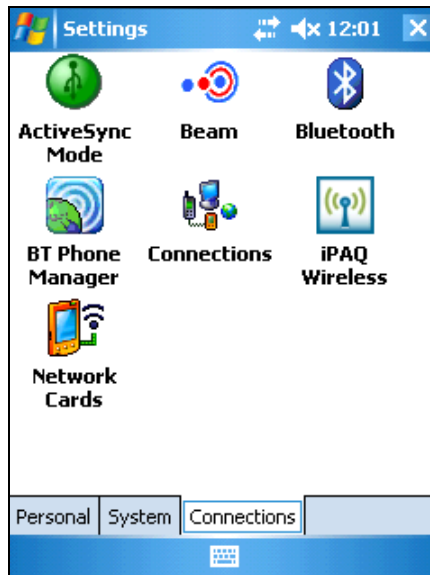 Settings 12:01
ActiveSync Beam Bluetooth
Mode
BT Phone Connections iPAQ
Manager Wireless
Network
Cards
Personal System Connections